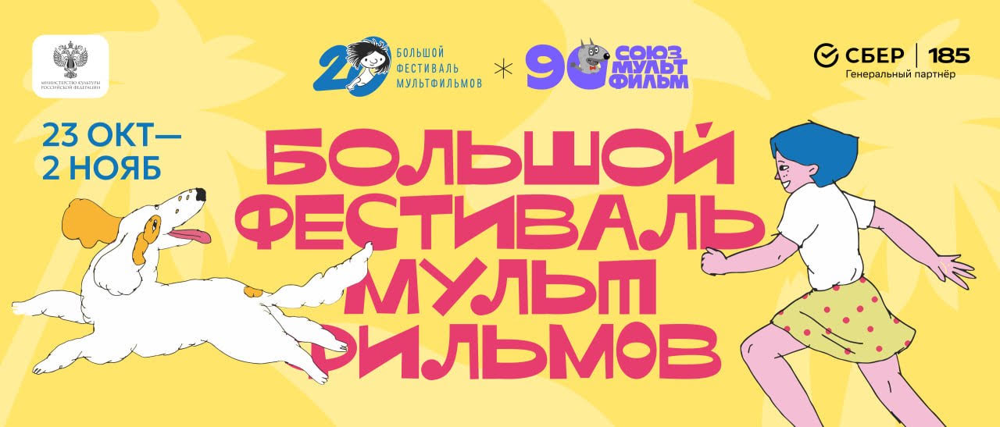 МИНИСТЕРСТВО КУЛЬТУРЫ
РОССИЙСКОЙ ФЕДЕРАЦИИ
20
БОЛЬШОЙ
ФЕСТИВАЛЬ
МУЛЬТФИЛЬМОВ
90
СОЮЗ
МУЛЬТ
ФИЛЬМ
СБЕР | 185
Генеральный партнёр
23 ОКТ—
2 НОЯБ
БОЛЬШОЙ
ФЕСТИВАЛЬ
МУЛЬТ
ФИЛЬМОВ